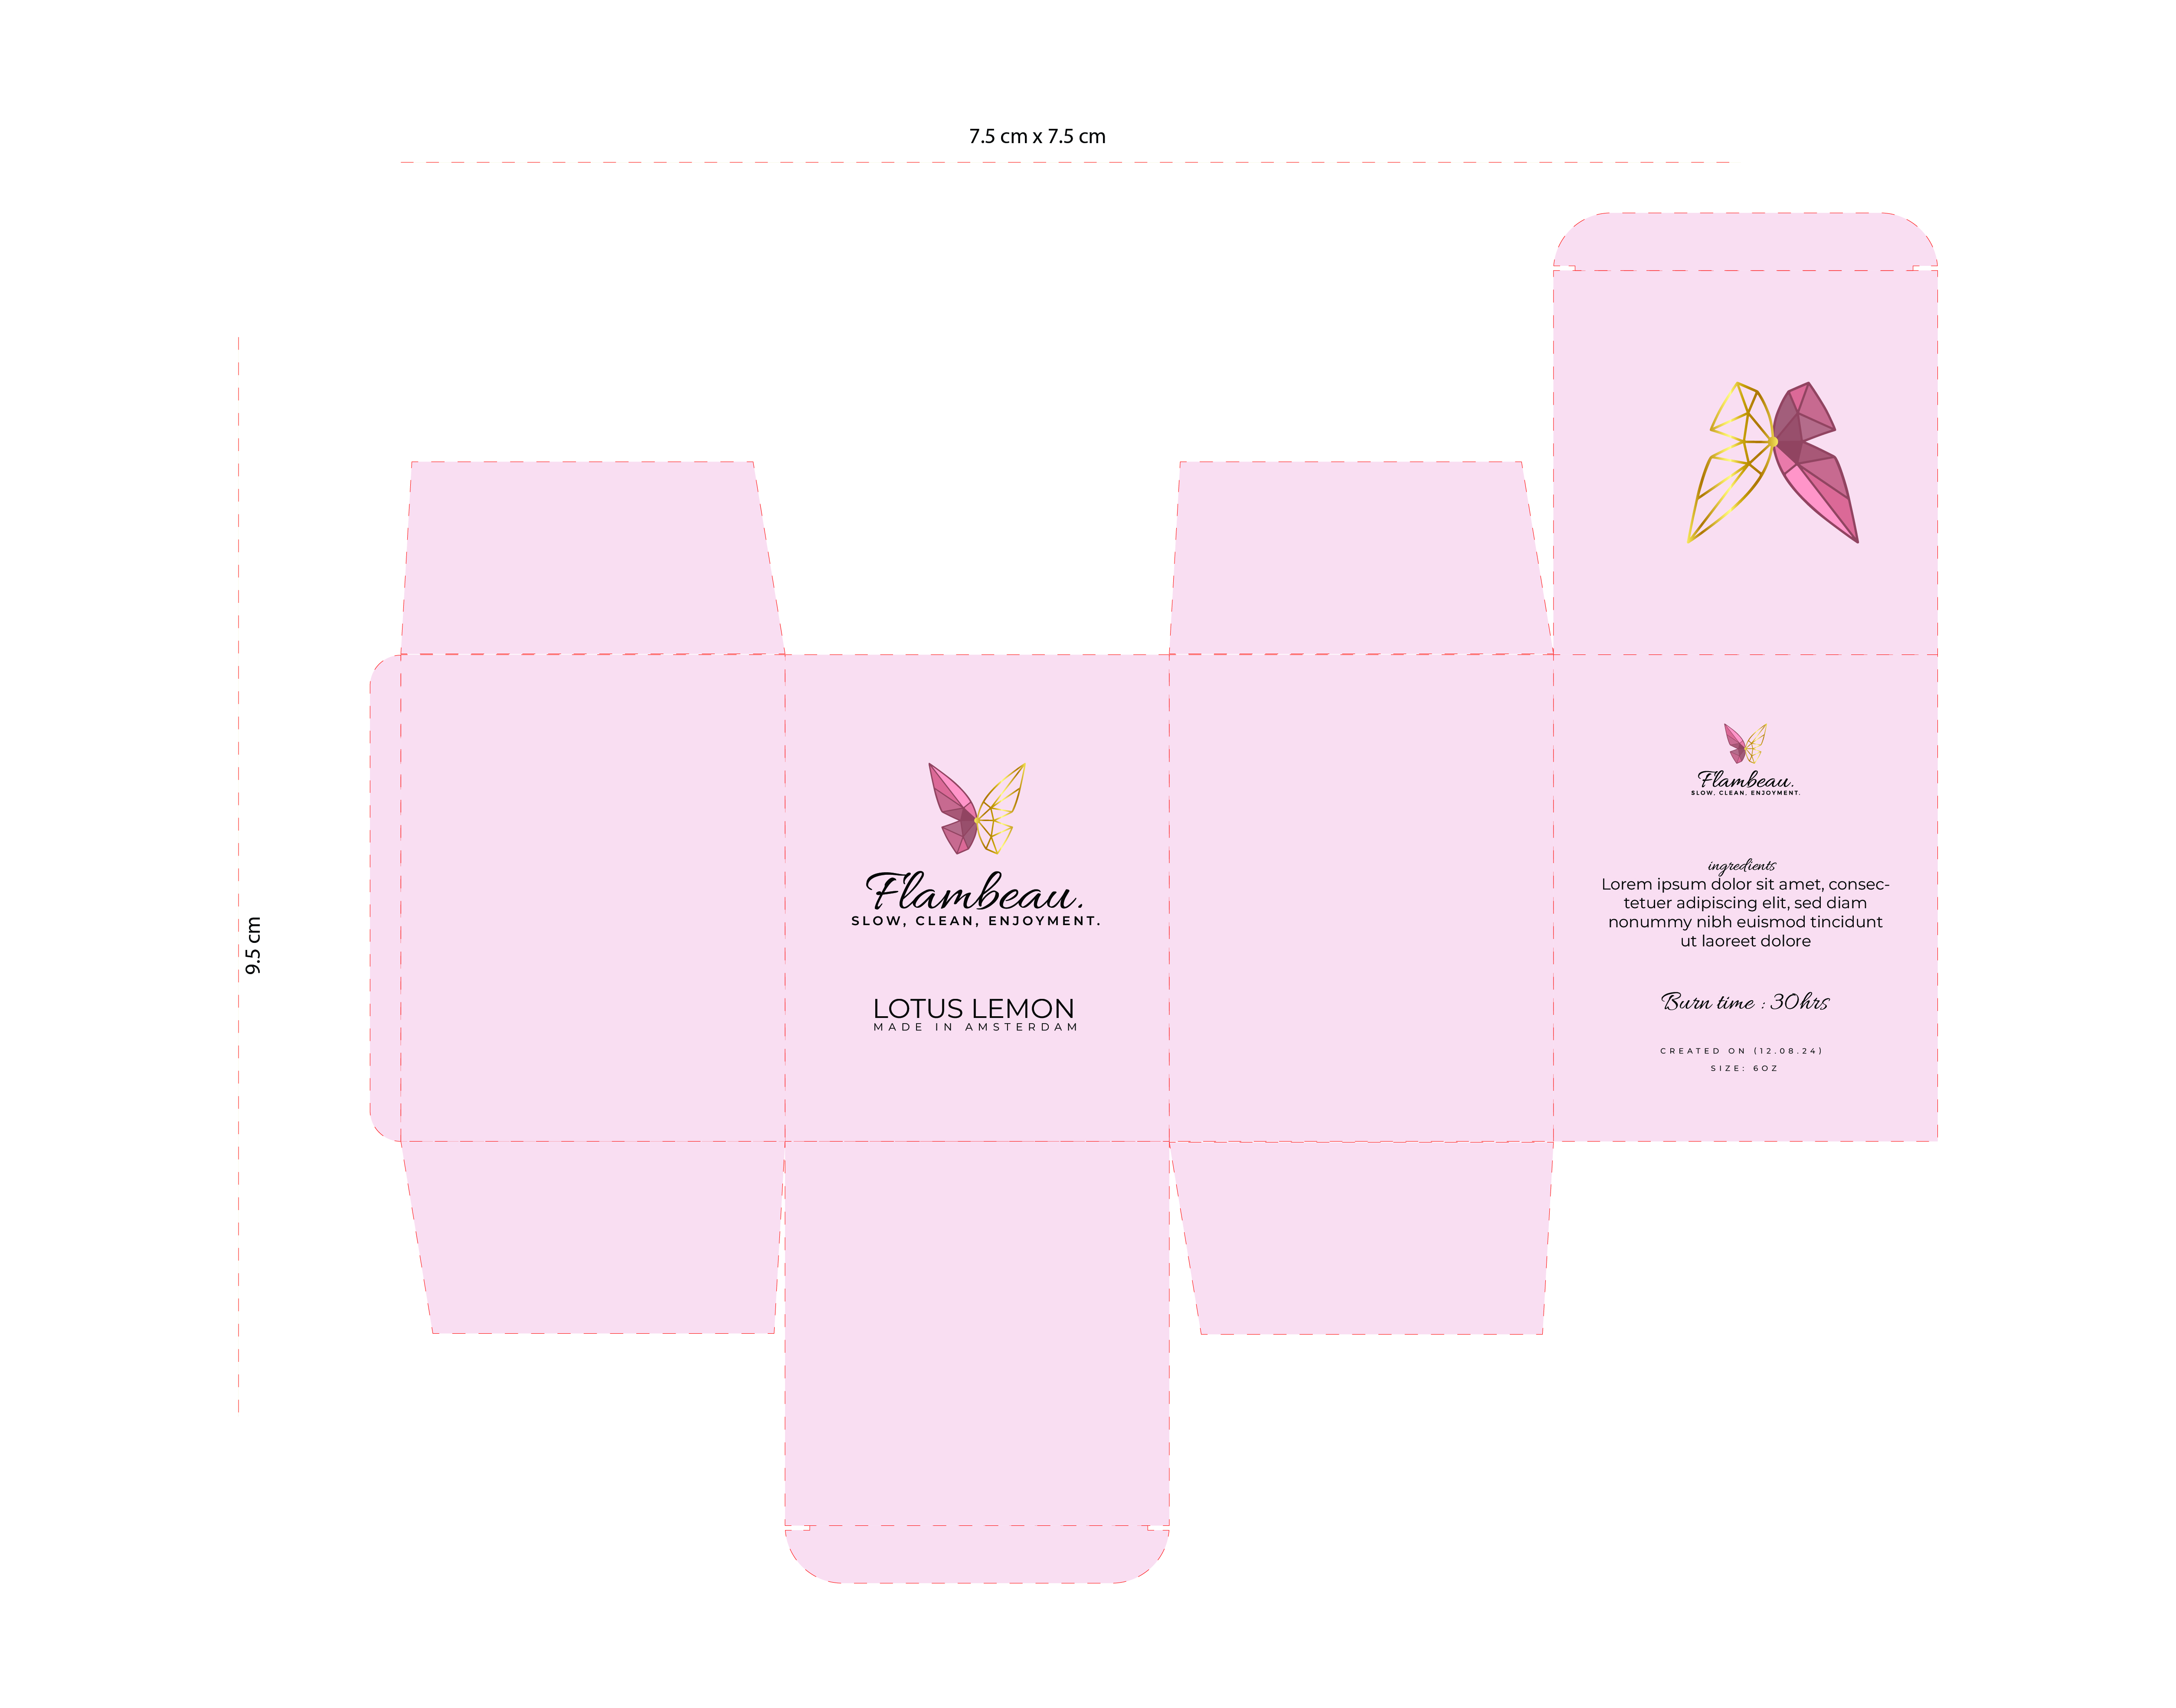 7.5 cm x 7.5 cm
9.5 cm
Flambeau.
SLOW, CLEAN, ENJOYMENT.
LOTUS LEMON
MADE IN AMSTERDAM
Flambeau.
SLOW, CLEAN, ENJOYMENT.
ingredients
Lorem ipsum dolor sit amet, consec-
tetuer adipiscing elit, sed diam
nonummy nibh euismod tincidunt
ut laoreet dolore
Burn time : 30hrs
CREATED ON (12.08.24)
SIZE: 6OZ